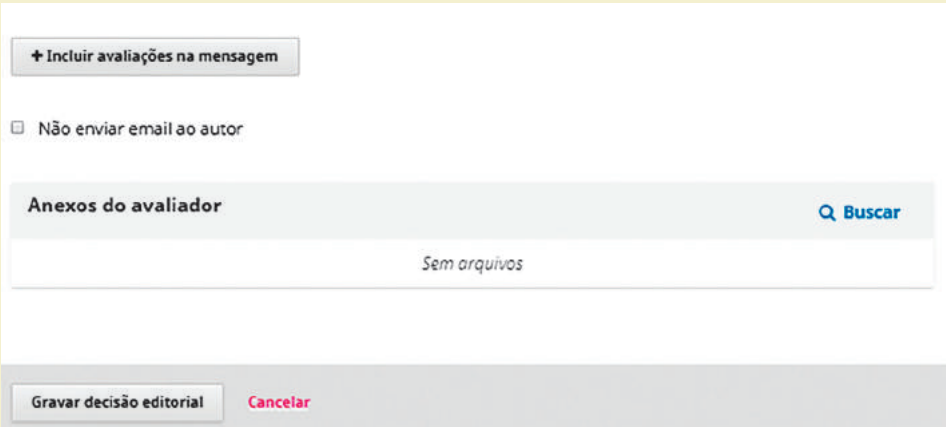 + Incluir avaliações na mensagem
Não enviar email ao autor
Anexos do avaliador
Buscar
Sem arquivos
Gravar decisão editorial Cancelar